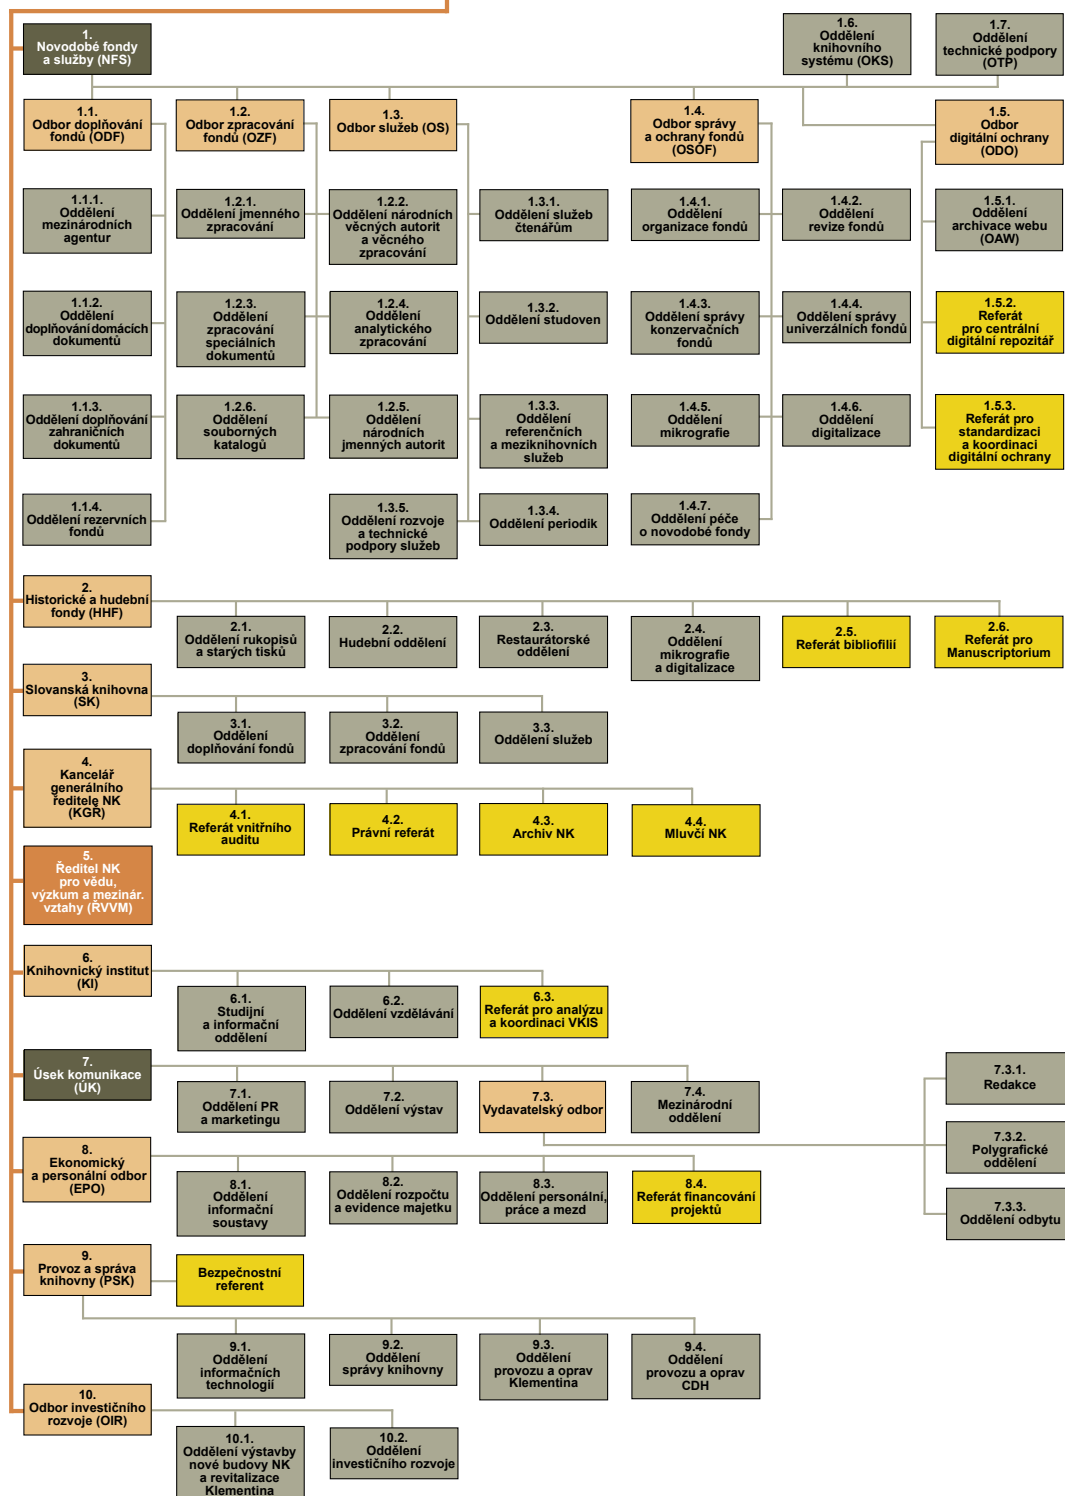 1.
Novodobé fondy
a služby (NFS)
1.6.
Oddělení
knihovního
systému (OKS)
1.7.
Oddělení
technické podpory
(OTP)
1.1.
Odbor doplňování
fondů (ODF)
1.2.
Odbor zpracování
fondů (OZF)
1.3.
Odbor služeb (OS)
1.4.
Odbor správy
a ochrany fondů
(OSOF)
1.5.
Odbor
digitální ochrany
(ODO)
1.1.1.
Oddělení
mezinárodních
agentur
1.2.1.
Oddělení jmenného
zpracování
1.2.2.
Oddělení národních
věcných autorit
a věcného
zpracování
1.3.1.
Oddělení služeb
čtenářům
1.4.1.
Oddělení
organizace fondů
1.4.2.
Oddělení
revize fondů
1.5.1.
Oddělení
archivace webu
(OAW)
1.1.2.
Oddělení
doplňování domácích
dokumentů
1.2.3.
Oddělení
zpracování
speciálních
dokumentů
1.2.4.
Oddělení
analytického
zpracování
1.3.2.
Oddělení studoven
1.4.3.
Oddělení správy
konzervačních
fondů
1.4.4.
Oddělení správy
univerzálních fondů
1.5.2.
Referát
pro centrální
digitální repozitář
1.1.3.
Oddělení doplňování
zahraničních
dokumentů
1.2.6.
Oddělení
souborných
katalogů
1.2.5.
Oddělení
národních
jmenných autorit
1.3.3.
Oddělení
referenčních
a meziknihovních
služeb
1.4.5.
Oddělení
mikrografie
1.4.6.
Oddělení
digitalizace
1.5.3.
Referát pro
standardizaci
a koordinaci
digitální ochrany
1.1.4.
Oddělení rezervních
fondů
1.3.5.
Oddělení rozvoje
a technické
podpory služeb
1.3.4.
Oddělení periodik
1.4.7.
Oddělení péče
o novodobé fondy
2.
Historické a hudební
fondy (HHF)
2.1.
Oddělení rukopisů
a starých tisků
2.2.
Hudební oddělení
2.3.
Restaurátorské
oddělení
2.4.
Oddělení
mikrografie
a digitalizace
2.5.
Referát bibliofilií
2.6.
Referát pro
Manuscriptorium
3.
Slovanská knihovna
(SK)
3.1.
Oddělení
doplňování fondů
3.2.
Oddělení
zpracování fondů
3.3.
Oddělení služeb
4.
Kancelář
generálního
ředitele NK
(KGŘ)
4.1.
Referát vnitřního
auditu
4.2.
Právní referát
4.3.
Archiv NK
4.4.
Mluvčí NK
5.
Ředitel NK
pro vědu,
výzkum a mezinár.
vztahy (ŘVVM)
6.
Knihovnický institut
(KI)
6.1.
Studijní
a informační
oddělení
6.2.
Oddělení vzdělávání
6.3.
Referát pro analýzu
a koordinaci VKIS
7.
Úsek komunikace
(ÚK)
7.1.
Oddělení PR
a marketingu
7.2.
Oddělení výstav
7.3.
Vydavatelský odbor
7.4.
Mezinárodní
oddělení
7.3.1.
Redakce
7.3.2.
Polygrafické
oddělení
7.3.3.
Oddělení odbytu
8.
Ekonomický
a personální odbor
(EPO)
8.1.
Oddělení
informační
soustavy
8.2.
Oddělení rozpočtu
a evidence majetku
8.3.
Oddělení personální,
práce a mezd
8.4.
Referát financování
projektů
9.
Provoz a správa
knihovny (PSK)
Bezpečnostní
referent
9.1.
Oddělení
informačních
technologií
9.2.
Oddělení
správy knihovny
9.3.
Oddělení
provozu a oprav
Klementina
9.4.
Oddělení
provozu a oprav
CDH
10.
Odbor investičního
rozvoje (OIR)
10.1.
Oddělení výstavby
nové budovy NK
a revitalizace
Klementina
10.2.
Oddělení
investičního rozvoje